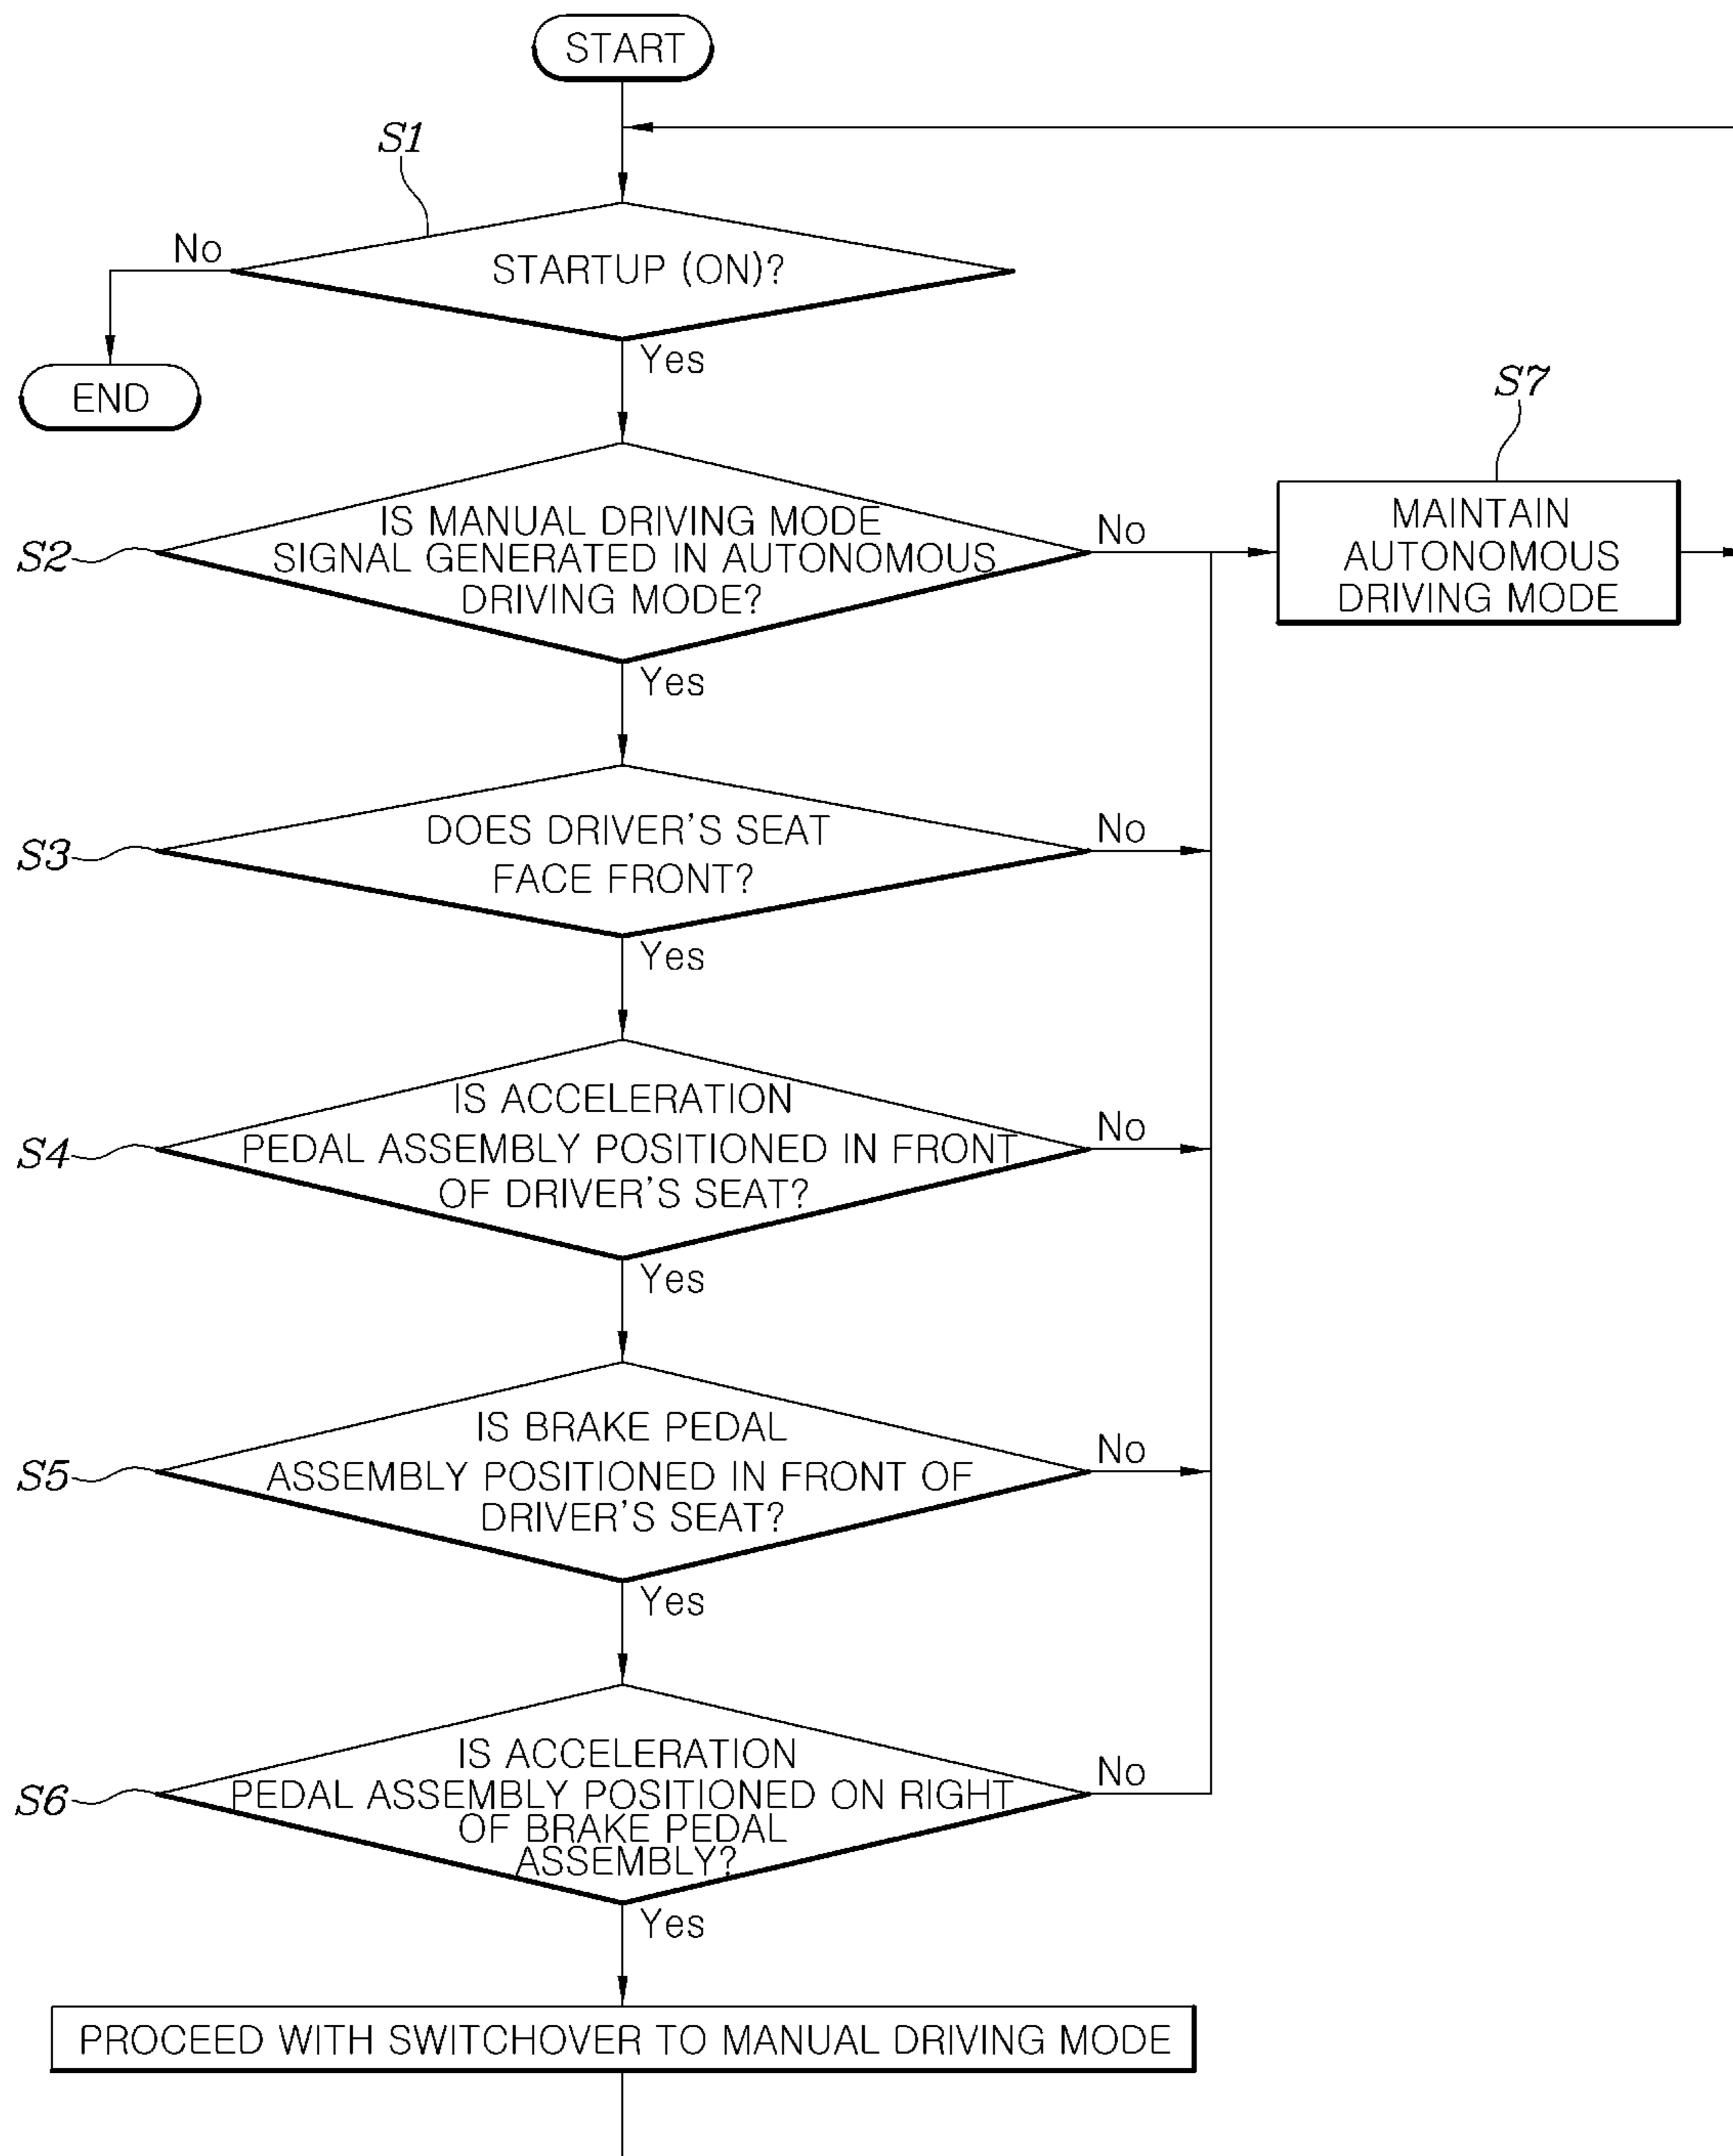 START
S1
No
STARTUP (ON)?
Yes
END
S7
S2
IS MANUAL DRIVING MODE
SIGNAL GENERATED IN AUTONOMOUS
DRIVING MODE?
No
MAINTAIN
AUTONOMOUS
DRIVING MODE
Yes
S3
DOES DRIVER'S SEAT
FACE FRONT?
No
Yes
S4
IS ACCELERATION
PEDAL ASSEMBLY POSITIONED IN FRONT
OF DRIVER'S SEAT?
No
Yes
S5
IS BRAKE PEDAL
ASSEMBLY POSITIONED IN FRONT OF
DRIVER'S SEAT?
No
Yes
S6
IS ACCELERATION
PEDAL ASSEMBLY POSITIONED ON RIGHT
OF BRAKE PEDAL
ASSEMBLY?
No
Yes
PROCEED WITH SWITCHOVER TO MANUAL DRIVING MODE